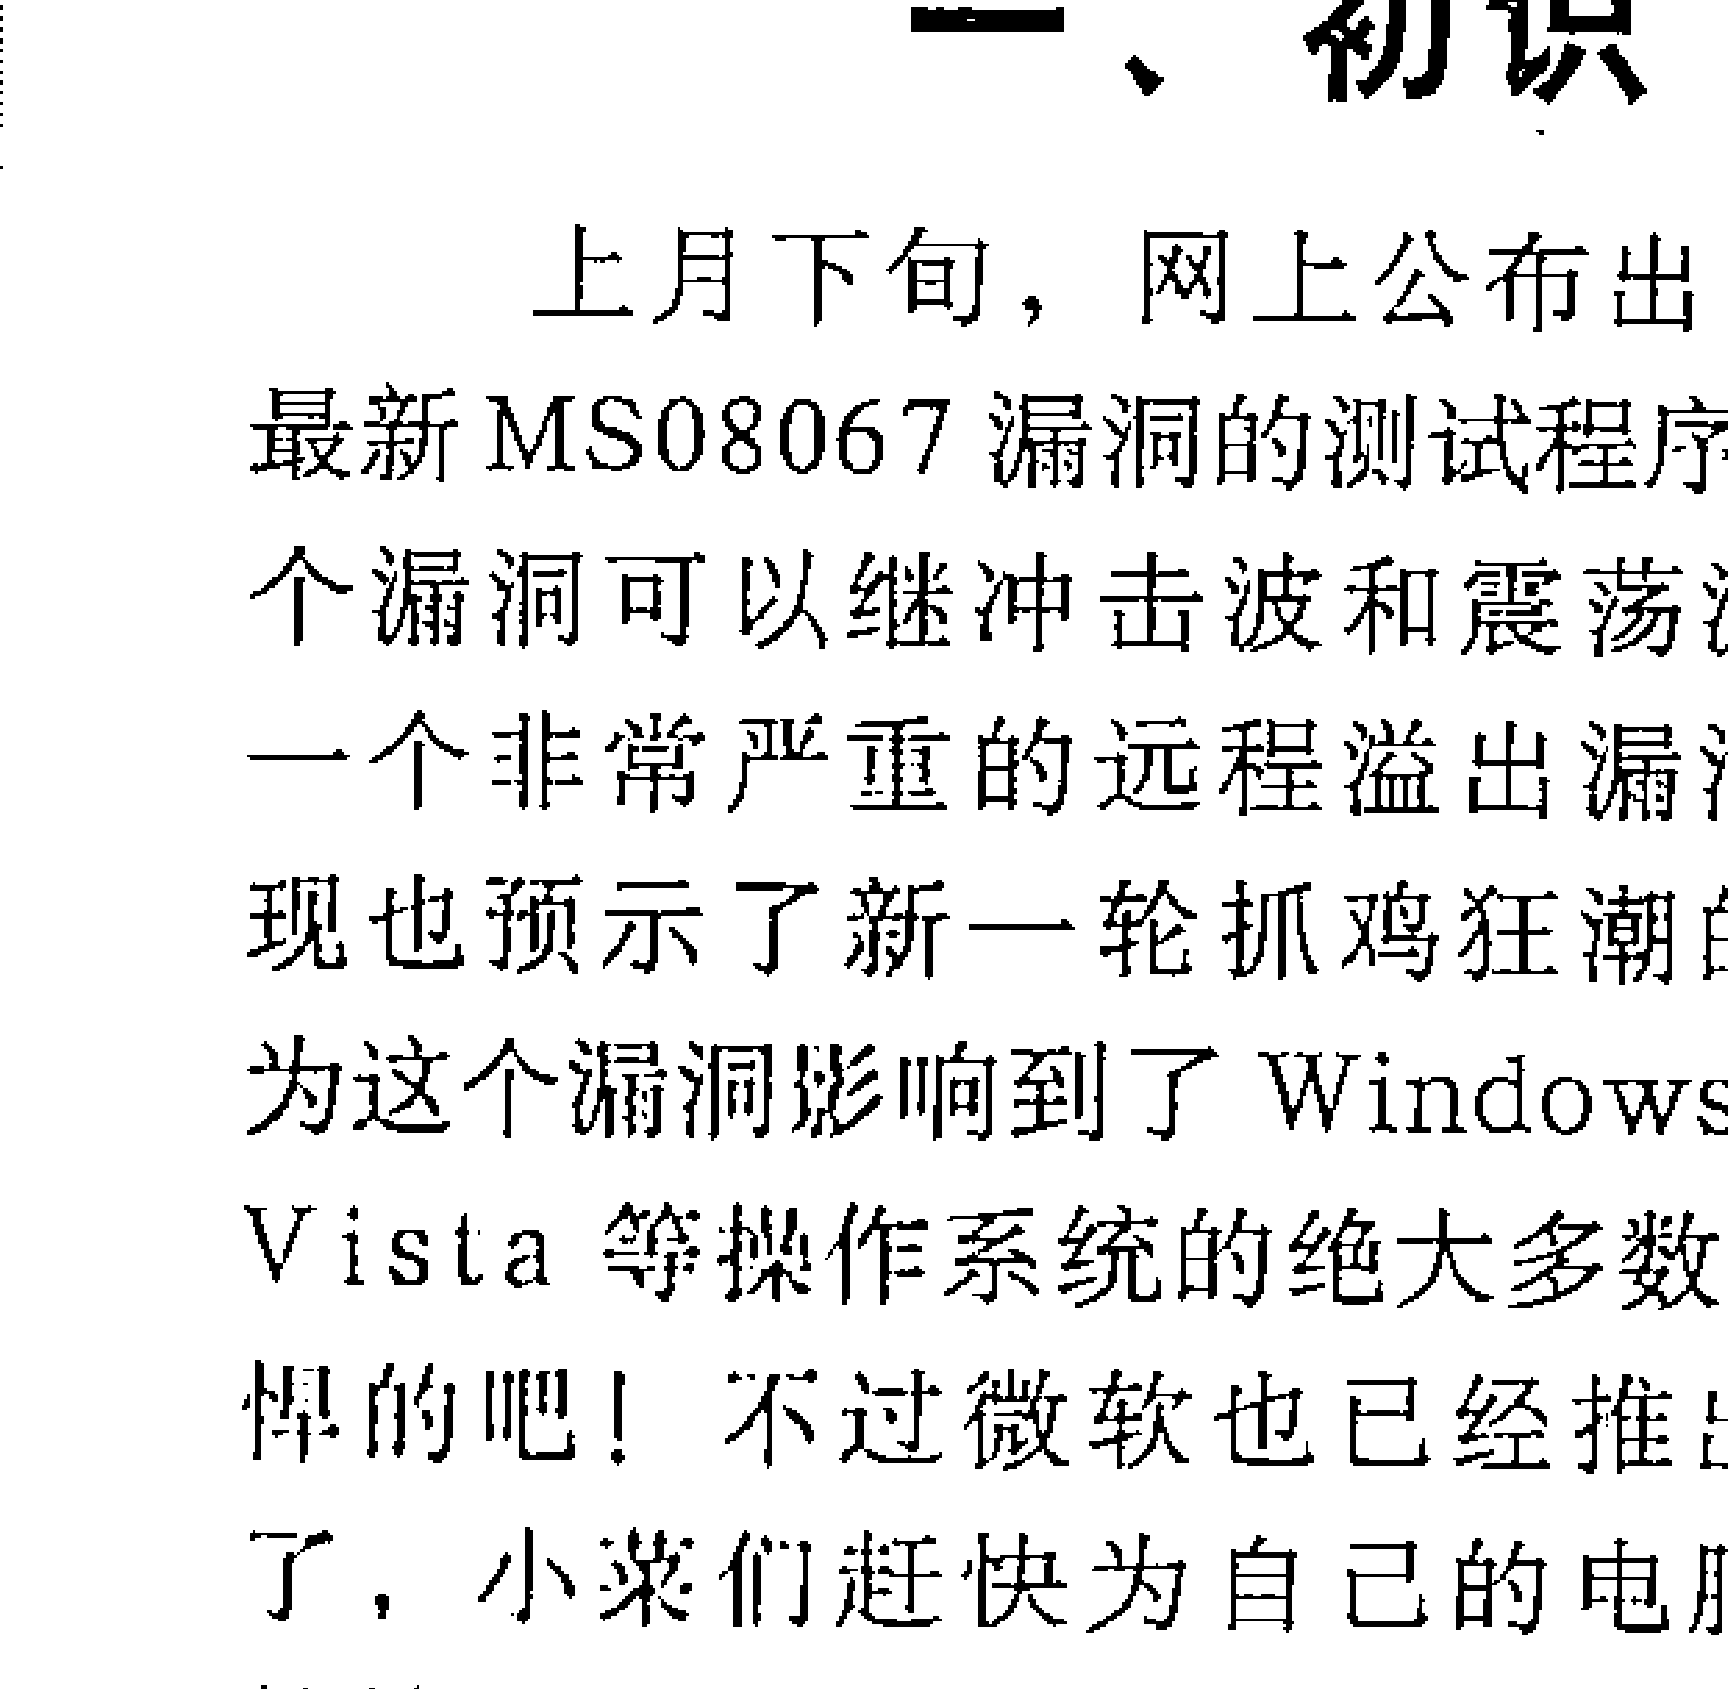 一、初识
上月下旬，网上公布出
最新MS08067漏洞的测试程序
个漏洞可以继冲击波和震荡
一个非常严重的远程溢出漏
现也预示了新一轮抓鸡狂潮的
为这个漏洞影响到了Windows
Vista 等操作系统的绝大多数
悍的吧！不过微软也已经推出
了，小菜们赶快为自己的电脑